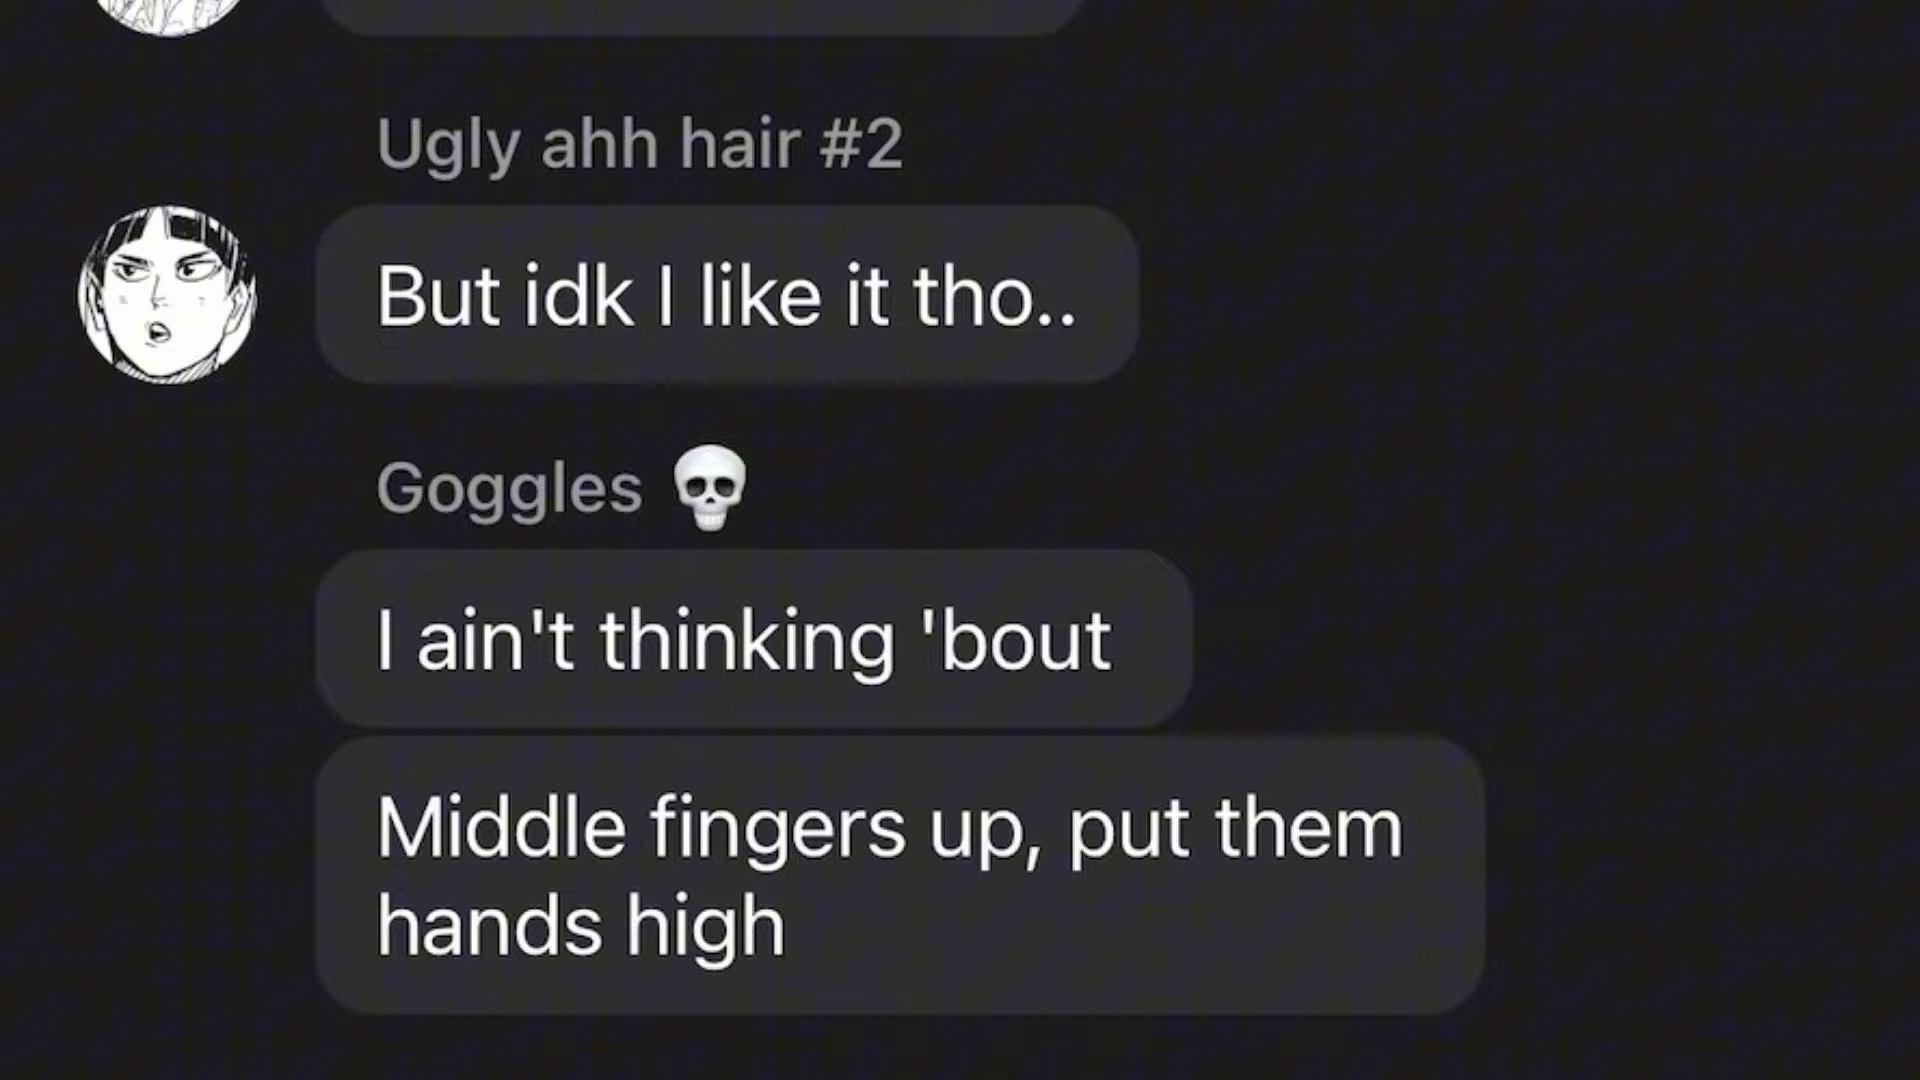 Ugly ahh hair #2
But idk I like it tho..
Goggles 💀
I ain't thinking 'bout
Middle fingers up, put them
hands high